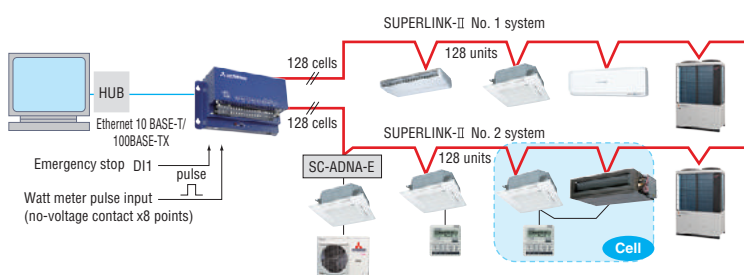 SUPERLINK-II No. 1 system
128 cells
128 units
HUB
Ethernet 10 BASE-T/
100BASE-TX
128 cells
SUPERLINK-II No. 2 system
128 units
Emergency stop DI1
pulse
SC-ADNA-E
Watt meter pulse input
(no-voltage contact x8 points)
Cell